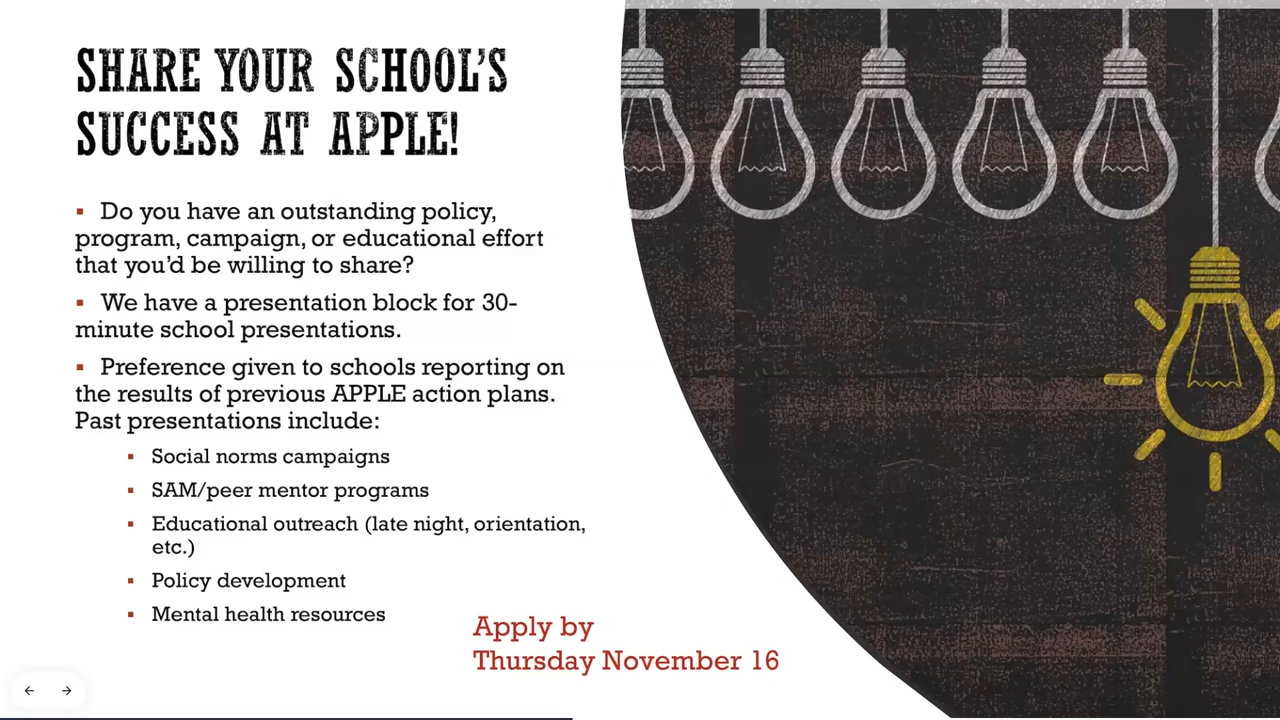 SHARE YOUR SCHOOL'S
SUCCESS AT APPLE!
▪ Do you have an outstanding policy,
program, campaign, or educational effort
that you'd be willing to share?
▪ We have a presentation block for 30-
minute school presentations.
▪ Preference given to schools reporting on
the results of previous APPLE action plans.
Past presentations include:
▪ Social norms campaigns
▪ SAM/peer mentor programs
▪ Educational outreach (late night, orientation,
etc.)
▪ Policy development
▪ Mental health resources
Apply by
Thursday November 16